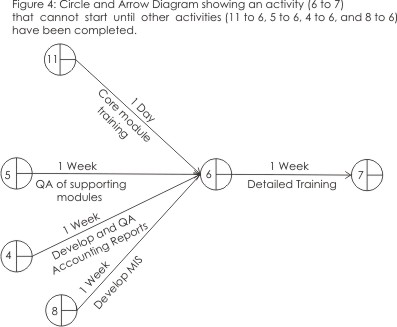 Figure 4: Circle and Arrow Diagram showing an activity (6 to 7)
that cannot start until other activities (11 to 6, 5 to 6, 4 to 6, and 8 to 6)
have been completed.
11
1 Day
Core module
training
5
1 Week
QA of supporting
modules
6
1 Week
Detailed Training
7
4
1 Week
Develop and QA
Accounting Reports
8
1 Week
Develop MIS